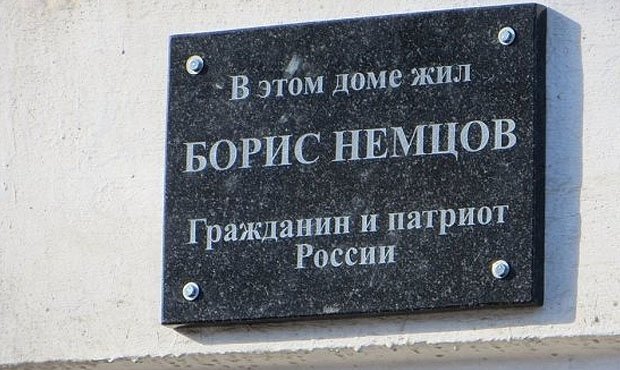 В этом доме жил
БОРИС НЕМЦОВ
Гражданин и патриот
России